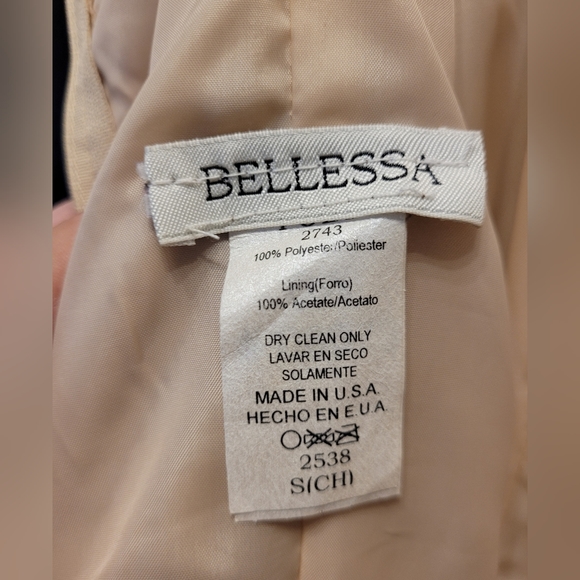 BELLESSA
2743
100% Polyester/Poliester
Lining(Forro)
100% Acetate/Acetato
DRY CLEAN ONLY
LAVAR EN SECO
SOLAMENTE
MADE IN U.S.A.
HECHO EN E.U.A
2538
S(CH)